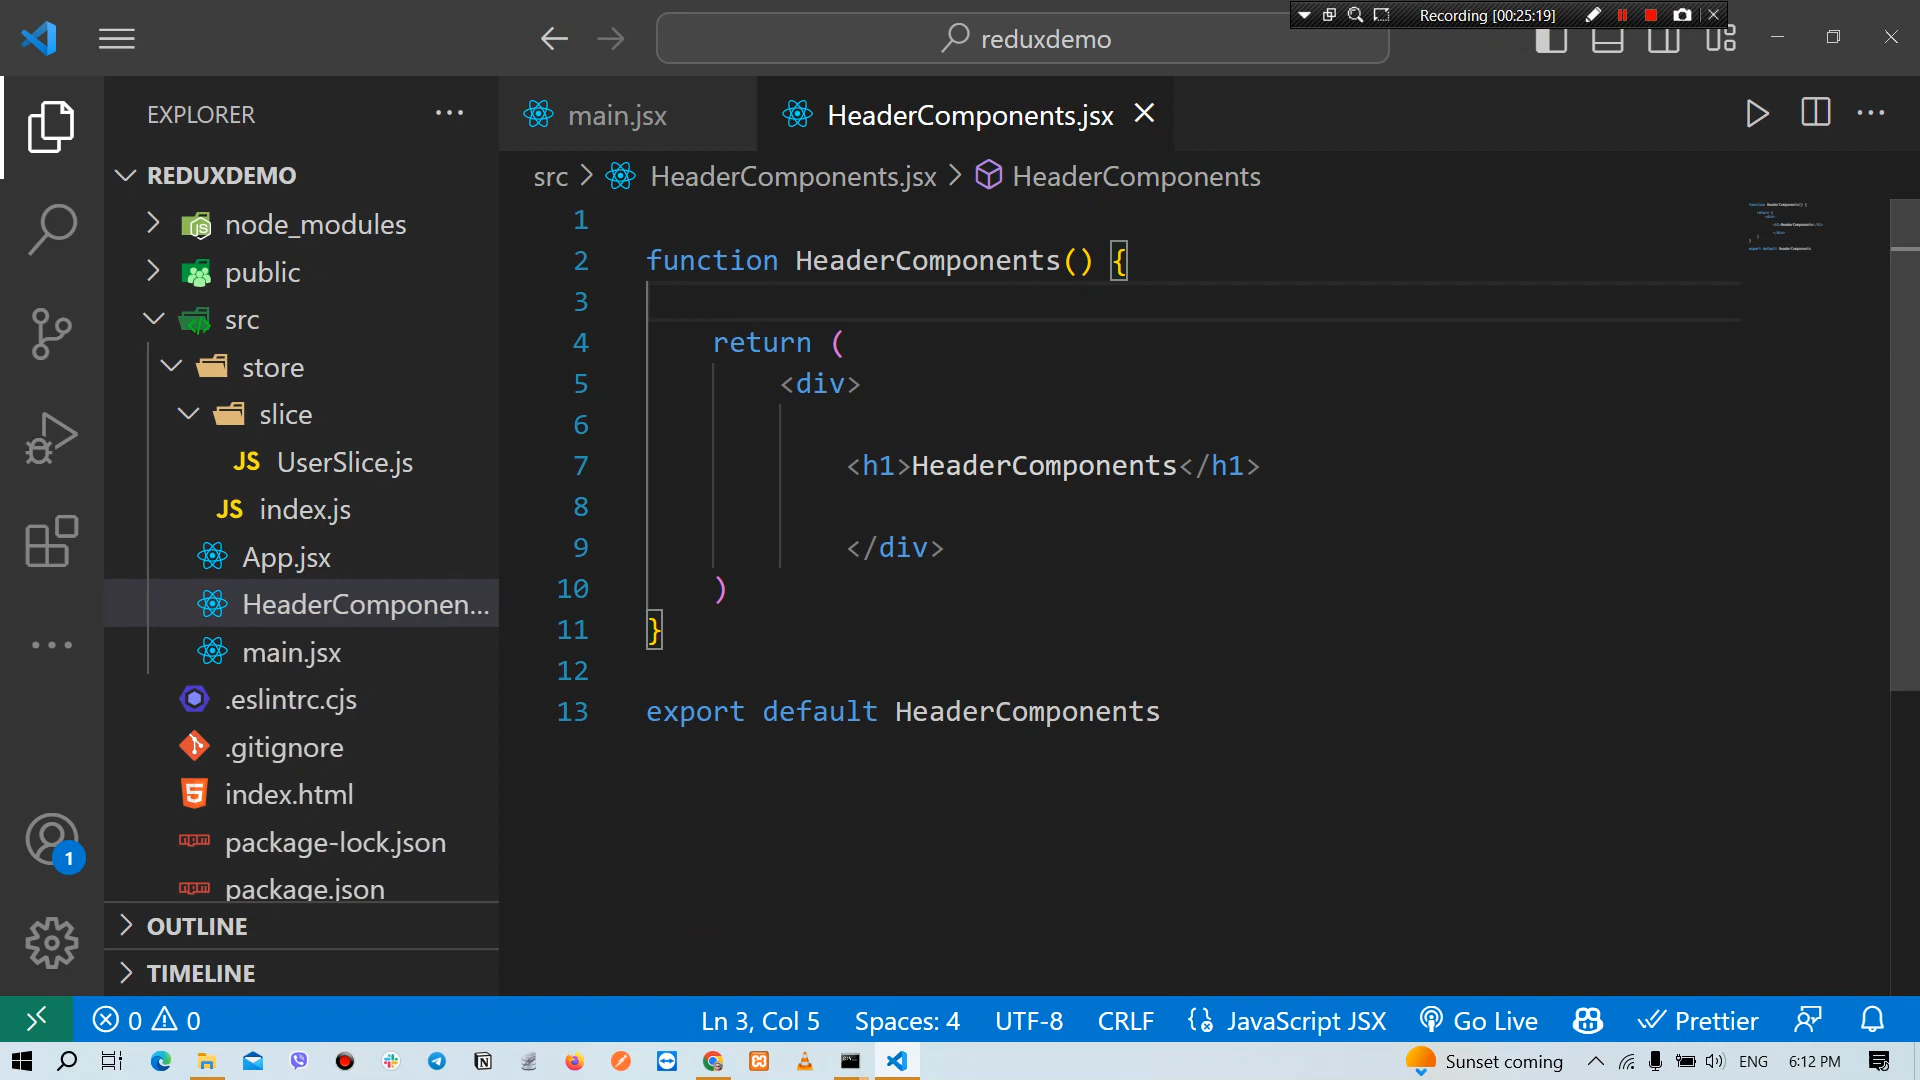 Recording [00:25:19]
reduxdemo
EXPLORER
main.jsx
HeaderComponents.jsx
REDUXDEMO
src > HeaderComponents.jsx > HeaderComponents
node_modules
public
src
store
slice
JS UserSlice.js
JS index.js
App.jsx
HeaderComponen...
main.jsx
.eslintrc.cjs
.gitignore
index.html
package-lock.json
package.json
OUTLINE
TIMELINE
1
1
2 function HeaderComponents() {
3
4 return (
5 <div>
6
7 <h1>HeaderComponents</h1>
8
9 </div>
10 )
11 }
12
13 export default HeaderComponents
0 0
Ln 3, Col 5
Spaces: 4
UTF-8
CRLF
JavaScript JSX
Go Live
Prettier
Sunset coming
ENG
6:12 PM